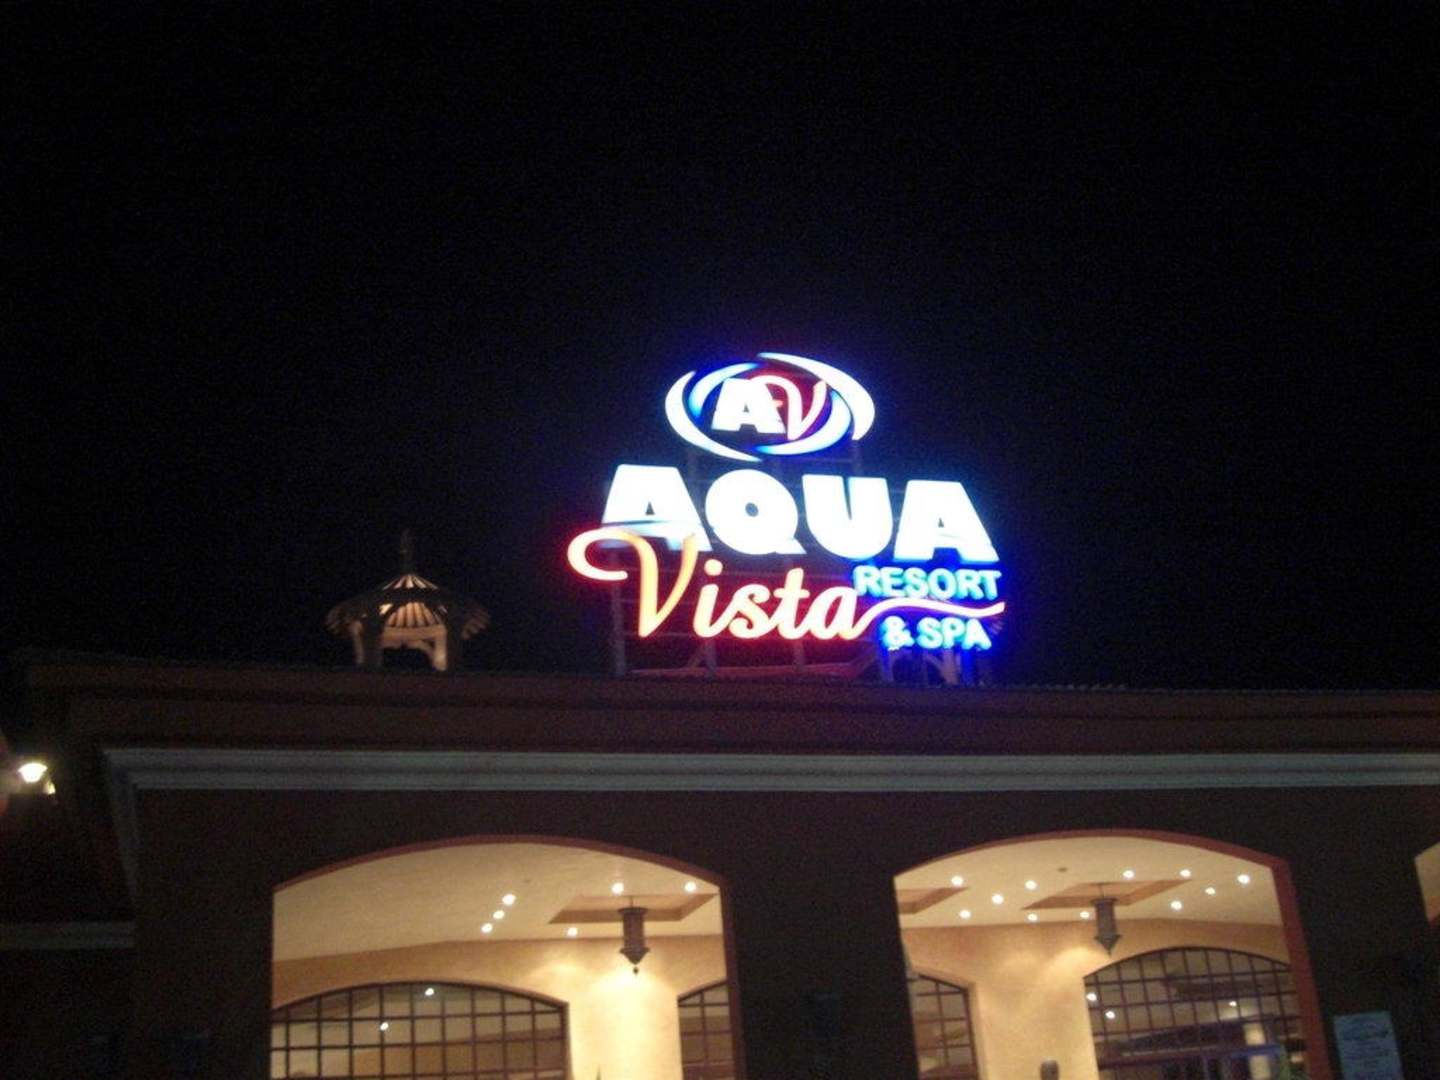 AV
AQUA
Vista RESORT
& SPA